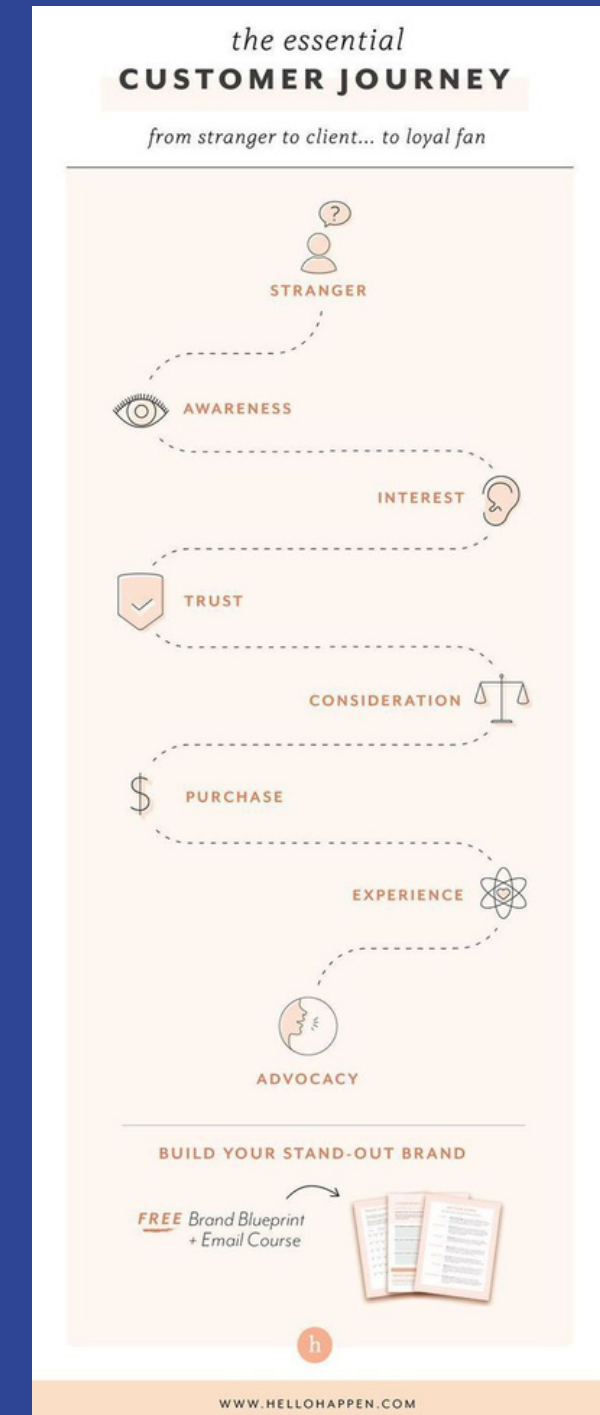 the essential
CUSTOMER JOURNEY
from stranger to client... to loyal fan
?
STRANGER
AWARENESS
INTEREST
TRUST
CONSIDERATION
$
PURCHASE
EXPERIENCE
ADVOCACY
BUILD YOUR STAND-OUT BRAND
FREE Brand Blueprint
+ Email Course
h
WWW.HELLOHAPPEN.COM